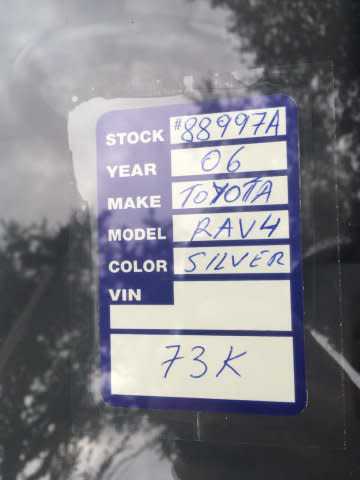 STOCK #88997A
YEAR 06
MAKE TOYOTA
MODEL RAV4
COLOR SILVER
VIN
73K